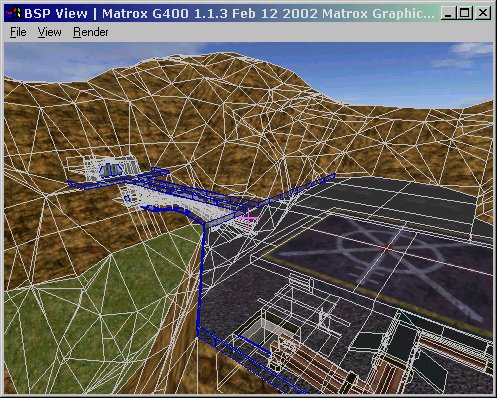 BSP View | Matrox G400 1.1.3 Feb 12 2002 Matrox Graphic...
File View Render